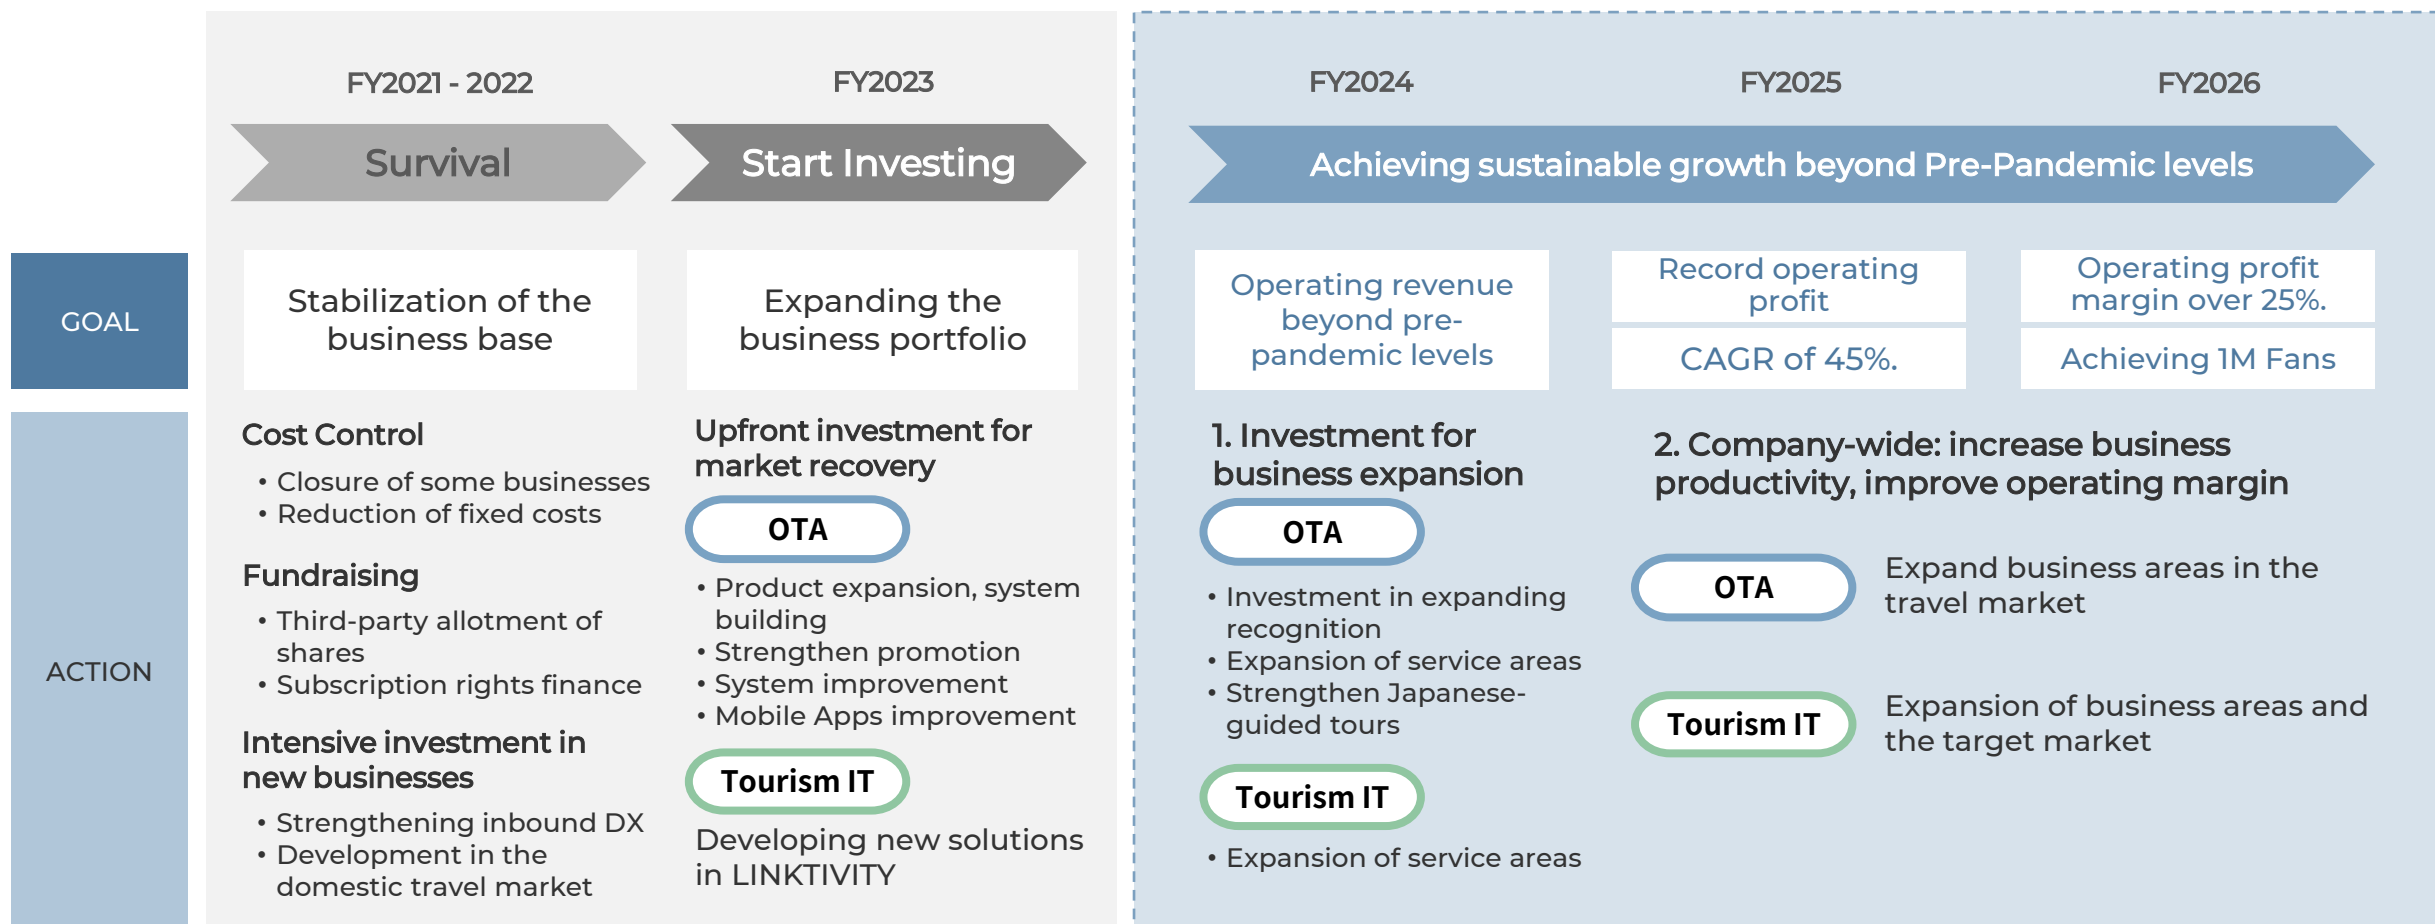 FY2021 - 2022
FY2023
FY2024
FY2025
FY2026
Survival
Start Investing
Achieving sustainable growth beyond Pre-Pandemic levels
GOAL
Stabilization of the
business base
Expanding the
business portfolio
Operating revenue
beyond pre-
pandemic levels
Record operating
profit
CAGR of 45%.
Operating profit
margin over 25%.
Achieving 1M Fans
ACTION
Cost Control
• Closure of some businesses
• Reduction of fixed costs
Fundraising
• Third-party allotment of
shares
• Subscription rights finance
Intensive investment in
new businesses
• Strengthening inbound DX
• Development in the
domestic travel market
Upfront investment for
market recovery
OTA
• Product expansion, system
building
• Strengthen promotion
• System improvement
• Mobile Apps improvement
Tourism IT
Developing new solutions
in LINKTIVITY
1. Investment for
business expansion
OTA
• Investment in expanding
recognition
• Expansion of service areas
• Strengthen Japanese-
guided tours
Tourism IT
• Expansion of service areas
2. Company-wide: increase business
productivity, improve operating margin
OTA
Expand business areas in the
travel market
Tourism IT
Expansion of business areas and
the target market